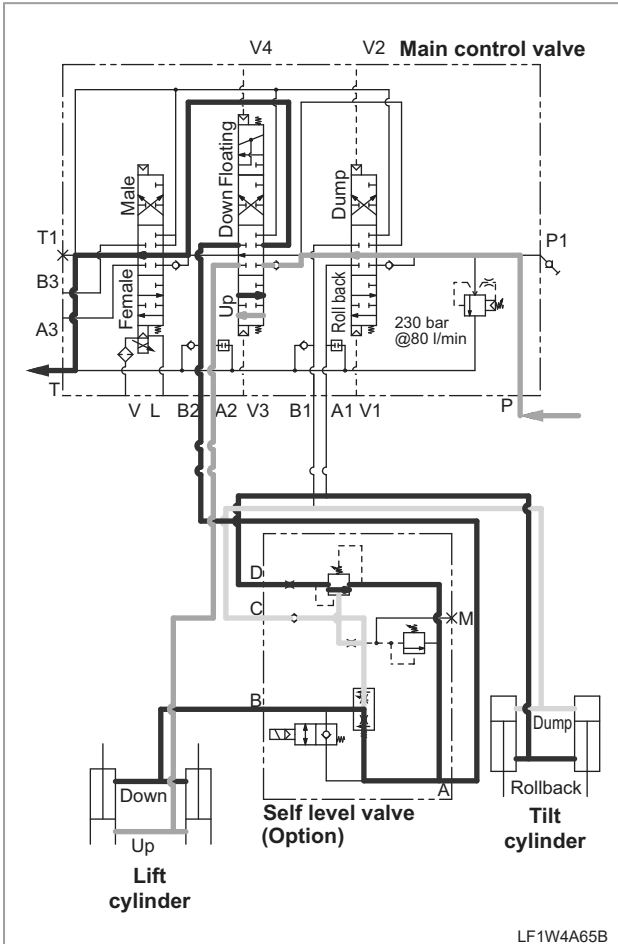 V4
V2
Main control valve
Male
Down
Floating
Dump
T1
P1
B3
Female
Up
Roll back
A3
230 bar
@80 l/min
T
V
L
B2
A2
V3
B1
A1
V1
P
D
C
M
B
Dump
Down
A
Rollback
Up
Self level valve
(Option)
Tilt
cylinder
Lift
cylinder
LF1W4A65B